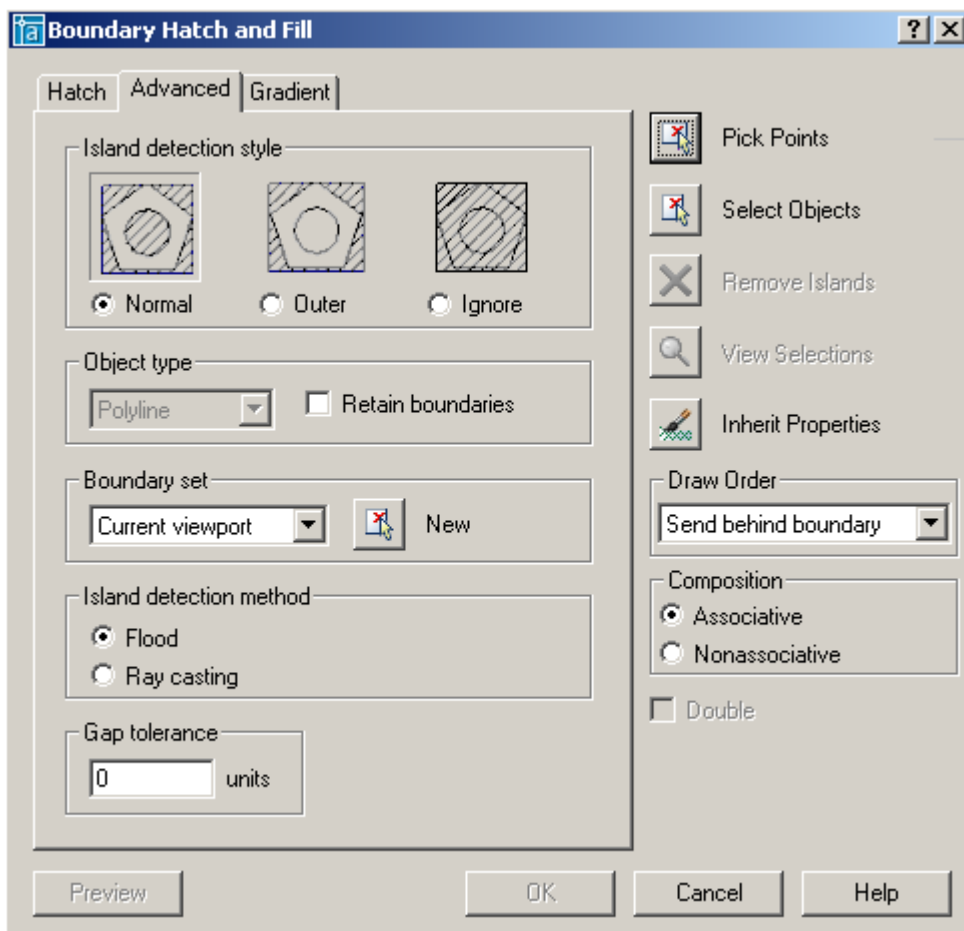 Boundary Hatch and Fill
Hatch Advanced Gradient
Island detection style
Normal Outer Ignore
Object type
Polyline Retain boundaries
Boundary set
Current viewport New
Island detection method
Flood
Ray casting
Gap tolerance
0 units
Pick Points
Select Objects
Remove Islands
View Selections
Inherit Properties
Draw Order
Send behind boundary
Composition
Associative
Nonassociative
Double
Preview OK Cancel Help